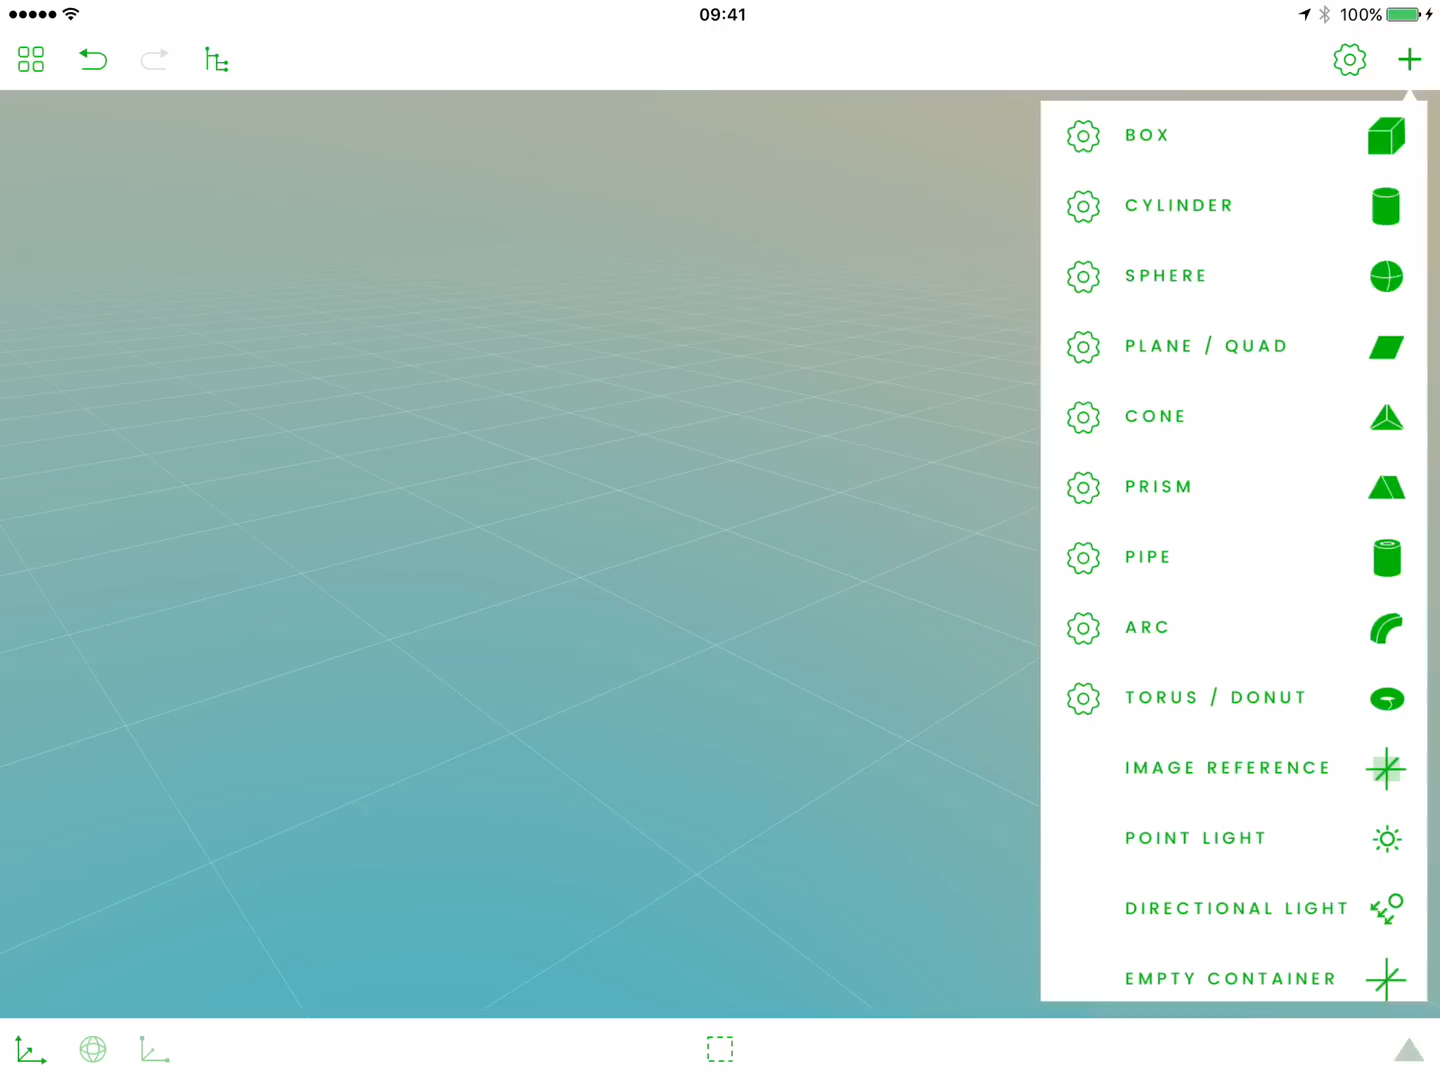 09:41
100%
BOX
CYLINDER
SPHERE
PLANE / QUAD
CONE
PRISM
PIPE
ARC
TORUS / DONUT
IMAGE REFERENCE
POINT LIGHT
DIRECTIONAL LIGHT
EMPTY CONTAINER